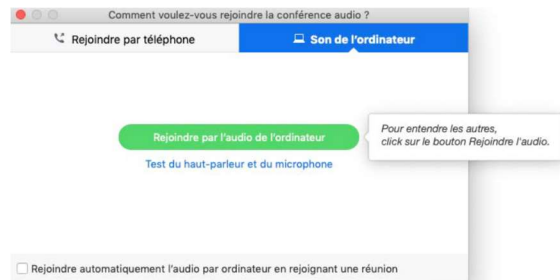 Comment voulez-vous rejoindre la conférence audio ?
Rejoindre par téléphone
Son de l'ordinateur
Rejoindre par l'audio de l'ordinateur
Pour entendre les autres,
click sur le bouton Rejoindre l'audio.
Test du haut-parleur et du microphone
Rejoindre automatiquement l'audio par ordinateur en rejoignant une réunion